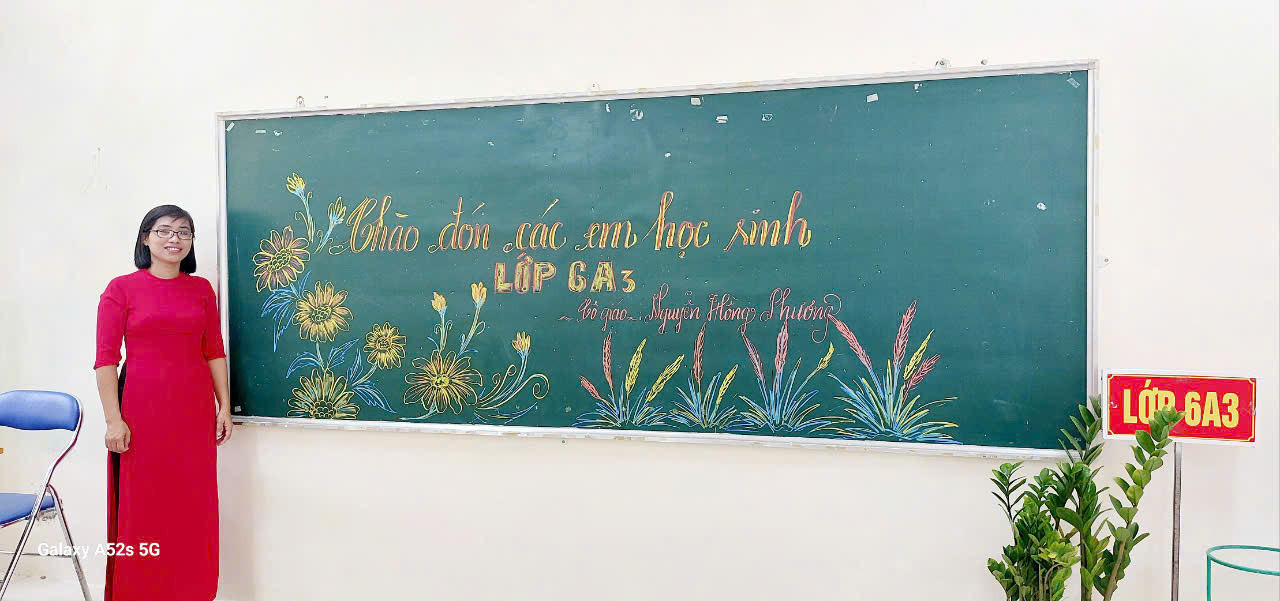 Chào đón các em học sinh
LỚP 6A3
~ Cô giáo ~ Nguyễn Hồng Phương
LỚP 6A3
Galaxy A52s 5G